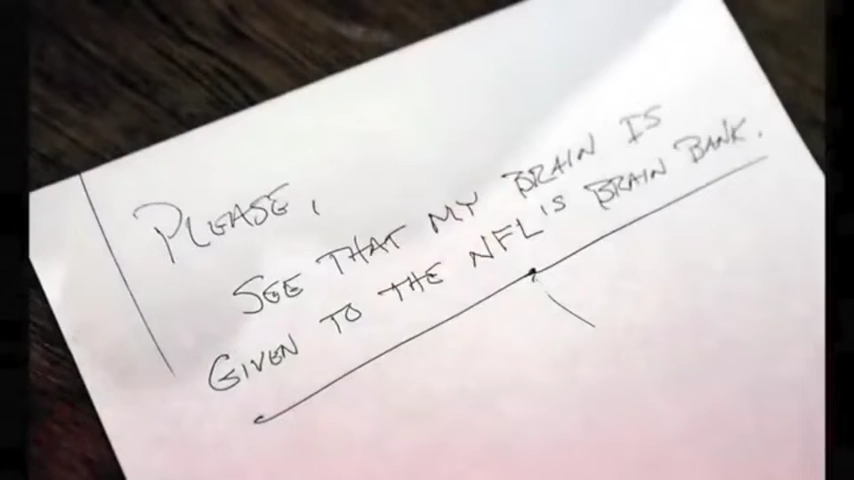 PLEASE,
SEE THAT MY BRAIN IS
GIVEN TO THE NFL'S BRAIN BANK.